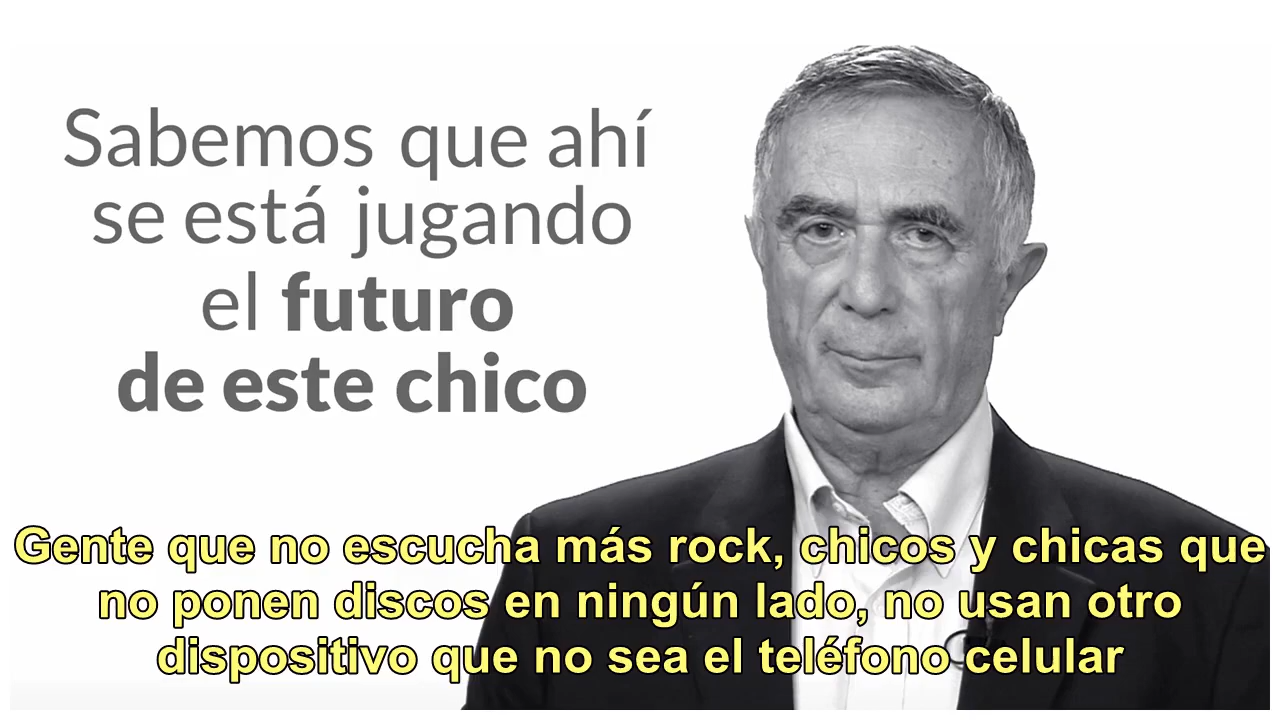 Sabemos que ahí
se está jugando
el futuro
de este chico
Gente que no escucha más rock, chicos y chicas que
no ponen discos en ningún lado, no usan otro
dispositivo que no sea el teléfono celular